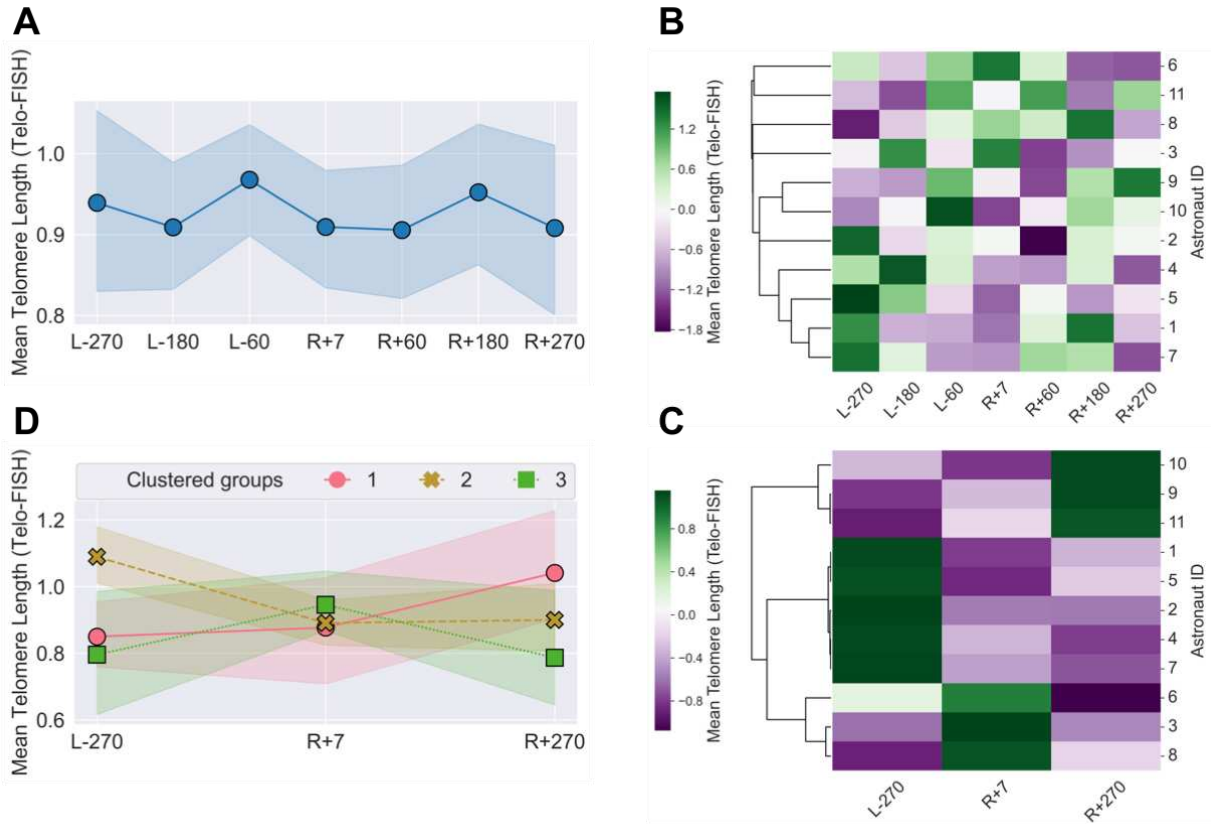 A
Mean Telomere Length (Telo-FISH)
1.0
0.9
0.8
L-270 L-180 L-60 R+7 R+60 R+180 R+270
B
Mean Telomere Length (Telo-FISH)
1.2
0.6
0.0
−0.6
−1.2
−1.8
6
11
8
3
9
10
2
4
5
1
7
Astronaut ID
L-270 L-180 L-60 R+7 R+60 R+180 R+270
D
Clustered groups 1 2 3
Mean Telomere Length (Telo-FISH)
1.2
1.0
0.8
0.6
L-270 R+7 R+270
C
Mean Telomere Length (Telo-FISH)
0.8
0.4
0.0
−0.4
−0.8
10
9
11
1
5
2
4
7
6
3
8
Astronaut ID
L-270 R+7 R+270